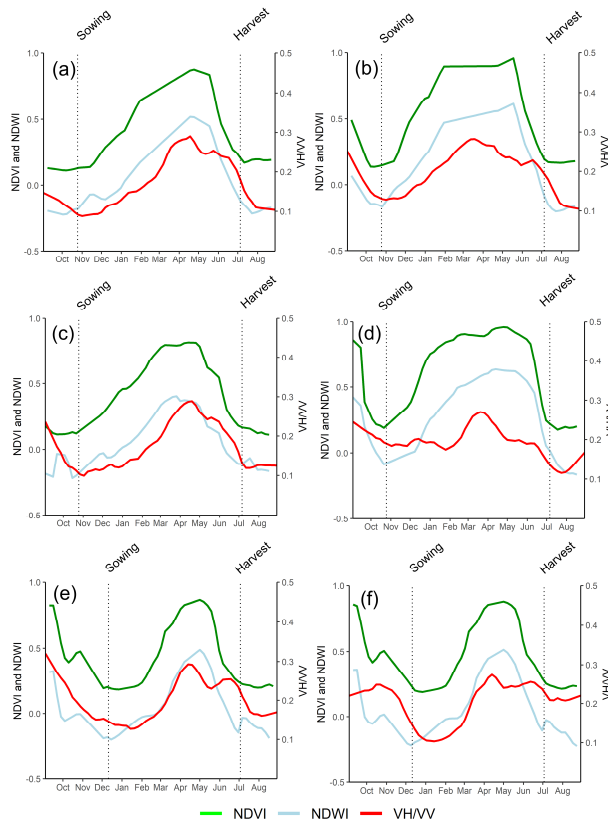 Sowing Harvest Sowing Harvest
(a) (b)
1.0 0.5 1.0 0.5
0.4 0.4
0.5 0.5
NDVI and NDWI 0.3 VH/VV NDVI and NDWI 0.3 VH/VV
0.0 0.2 0.0 0.2
0.1 0.1
-0.5 -0.5
Oct Nov Dec Jan Feb Mar Apr May Jun Jul Aug Oct Nov Dec Jan Feb Mar Apr May Jun Jul Aug
Sowing Harvest Sowing Harvest
(c) (d)
1.0 0.5 1.0 0.5
0.4 0.4
0.5 0.5
NDVI and NDWI 0.3 VH/VV NDVI and NDWI 0.3
0.0 0.2 0.0 0.2
0.1 0.1
0.6 -0.5
Oct Nov Dec Jan Feb Mar Apr May Jun Jul Aug Oct Nov Dec Jan Feb Mar Apr May Jun Jul Aug
Sowing Harvest Sowing Harvest
(e) (f)
1.0 0.5 1.0 0.5
0.4 0.4
0.5 0.5
NDVI and NDWI 0.3 VH/VV NDVI and NDWI 0.3 VH/VV
0.0 0.2 0.0 0.2
0.1 0.1
-0.5 -0.5
Oct Nov Dec Jan Feb Mar Apr May Jun Jul Aug Oct Nov Dec Jan Feb Mar Apr May Jun Jul Aug
NDVI NDWI VH/VV